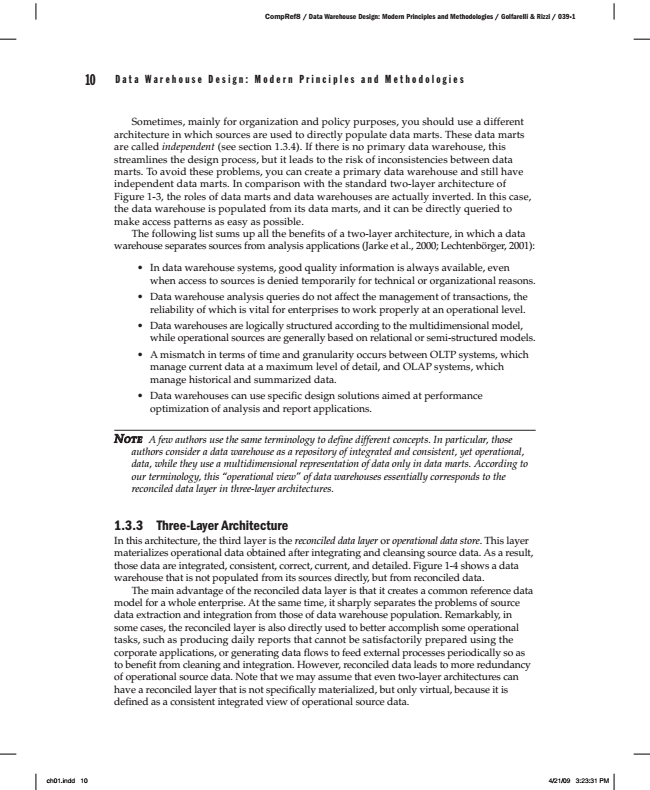 CompRef8 / Data Warehouse Design: Modern Principles and Methodologies / Golfarelli & Rizzi / 039-1
10 Data Warehouse Design: Modern Principles and Methodologies
Sometimes, mainly for organization and policy purposes, you should use a different
architecture in which sources are used to directly populate data marts. These data marts
are called independent (see section 1.3.4). If there is no primary data warehouse, this
streamlines the design process, but it leads to the risk of inconsistencies between data
marts. To avoid these problems, you can create a primary data warehouse and still have
independent data marts. In comparison with the standard two-layer architecture of
Figure 1-3, the roles of data marts and data warehouses are actually inverted. In this case,
the data warehouse is populated from its data marts, and it can be directly queried to
make access patterns as easy as possible.
The following list sums up all the benefits of a two-layer architecture, in which a data
warehouse separates sources from analysis applications (Jarke et al., 2000; Lechtenbörger, 2001):
• In data warehouse systems, good quality information is always available, even
when access to sources is denied temporarily for technical or organizational reasons.
• Data warehouse analysis queries do not affect the management of transactions, the
reliability of which is vital for enterprises to work properly at an operational level.
• Data warehouses are logically structured according to the multidimensional model,
while operational sources are generally based on relational or semi-structured models.
• A mismatch in terms of time and granularity occurs between OLTP systems, which
manage current data at a maximum level of detail, and OLAP systems, which
manage historical and summarized data.
• Data warehouses can use specific design solutions aimed at performance
optimization of analysis and report applications.
NOTE A few authors use the same terminology to define different concepts. In particular, those
authors consider a data warehouse as a repository of integrated and consistent, yet operational,
data, while they use a multidimensional representation of data only in data marts. According to
our terminology, this “operational view” of data warehouses essentially corresponds to the
reconciled data layer in three-layer architectures.
1.3.3 Three-Layer Architecture
In this architecture, the third layer is the reconciled data layer or operational data store. This layer
materializes operational data obtained after integrating and cleansing source data. As a result,
those data are integrated, consistent, correct, current, and detailed. Figure 1-4 shows a data
warehouse that is not populated from its sources directly, but from reconciled data.
The main advantage of the reconciled data layer is that it creates a common reference data
model for a whole enterprise. At the same time, it sharply separates the problems of source
data extraction and integration from those of data warehouse population. Remarkably, in
some cases, the reconciled layer is also directly used to better accomplish some operational
tasks, such as producing daily reports that cannot be satisfactorily prepared using the
corporate applications, or generating data flows to feed external processes periodically so as
to benefit from cleaning and integration. However, reconciled data leads to more redundancy
of operational source data. Note that we may assume that even two-layer architectures can
have a reconciled layer that is not specifically materialized, but only virtual, because it is
defined as a consistent integrated view of operational source data.
ch01.indd 10
4/21/09 3:23:31 PM